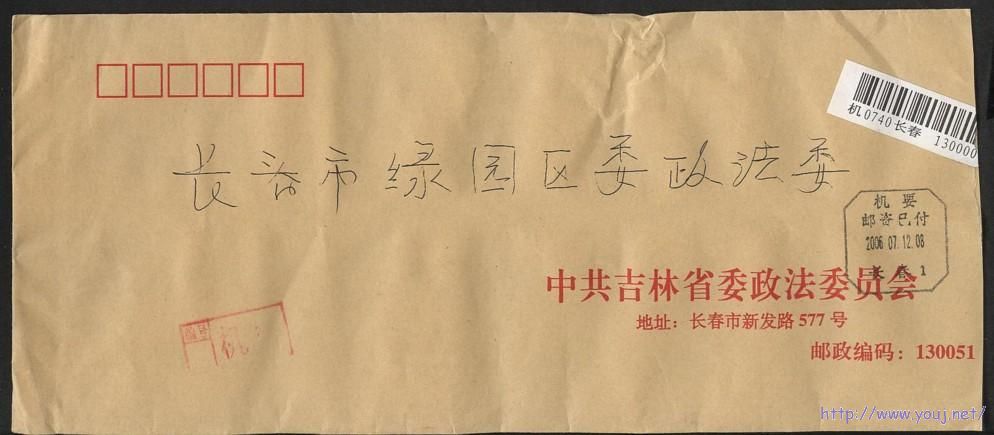 机0740长春 130000
长春市绿园区委政法委
机要
邮资已付
2006.07.12.08
长春1
中共吉林省委政法委员会
地址：长春市新发路577号
邮政编码：130051
编号
机
http://www.youj.net/